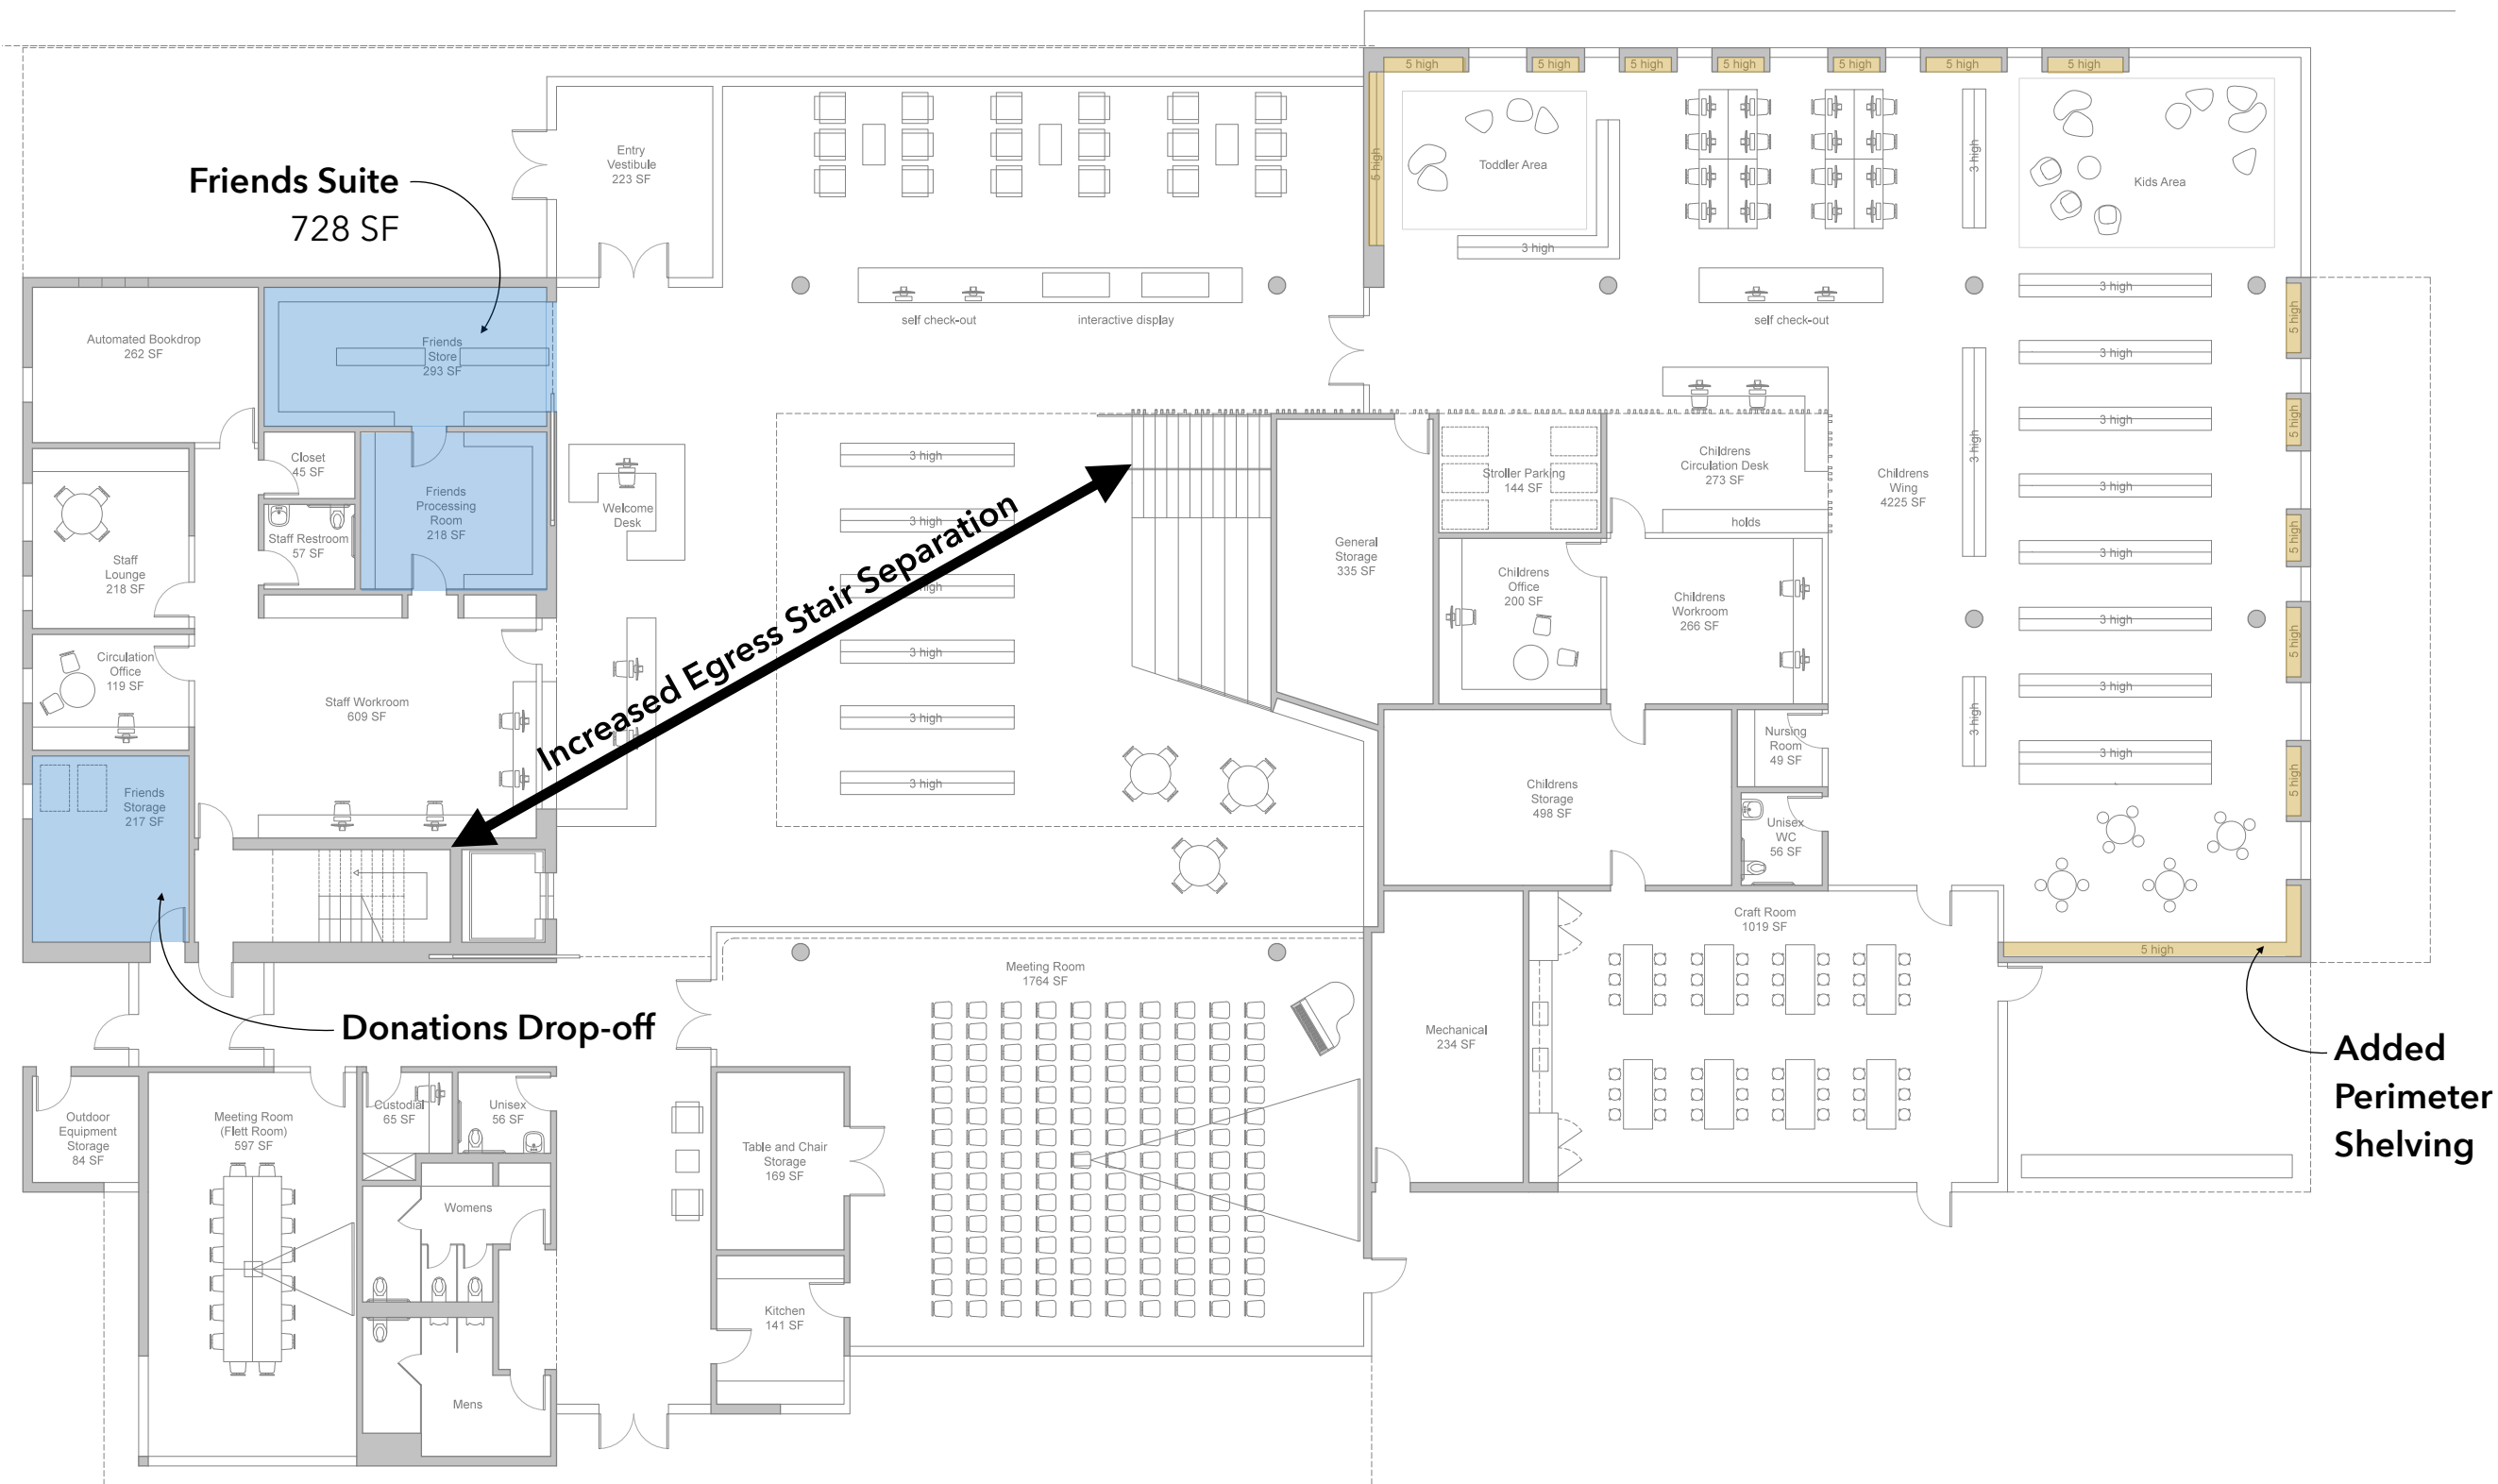 5 high
5 high
5 high
5 high
5 high
5 high
5 high
Entry
Vestibule
223 SF
Friends Suite
728 SF
5 high
Toddler Area
3 high
3 high
Kids Area
Automated Bookdrop
262 SF
Friends
Store
293 SF
self check-out
interactive display
self check-out
3 high
3 high
3 high
3 high
3 high
3 high
3 high
3 high
3 high
3 high
3 high
5 high
5 high
5 high
5 high
5 high
Closet
45 SF
Friends
Processing
Room
218 SF
Staff Restroom
57 SF
Staff
Lounge
218 SF
Welcome
Desk
3 high
3 high
3 high
3 high
3 high
3 high
Increased Egress Stair Separation
General
Storage
335 SF
Stroller Parking
144 SF
Childrens
Circulation Desk
273 SF
holds
Childrens
Wing
4225 SF
Childrens
Office
200 SF
Childrens
Workroom
266 SF
Circulation
Office
119 SF
Staff Workroom
609 SF
Nursing
Room
49 SF
Friends
Storage
217 SF
Childrens
Storage
498 SF
Unisex
WC
56 SF
Craft Room
1019 SF
5 high
Meeting Room
1764 SF
Donations Drop-off
Mechanical
234 SF
Added
Perimeter
Shelving
Outdoor
Equipment
Storage
84 SF
Meeting Room
(Flett Room)
597 SF
Custodial
65 SF
Unisex
56 SF
Table and Chair
Storage
169 SF
Womens
Kitchen
141 SF
Mens